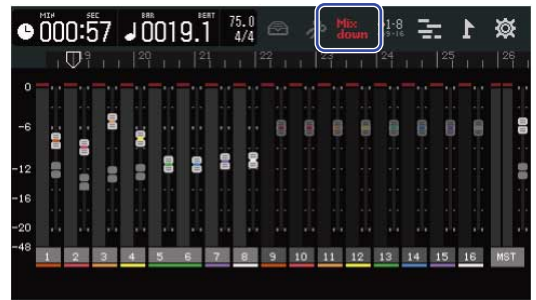 MIN SEC BAR BEAT
000:57 0019.1 75.0 4/4 Mix down 1-8 9-16
19 20 21 22 23 24 25 26
0
-6
-12
-16
-20
-48
1 2 3 4 5 6 7 8 9 10 11 12 13 14 15 16 MST